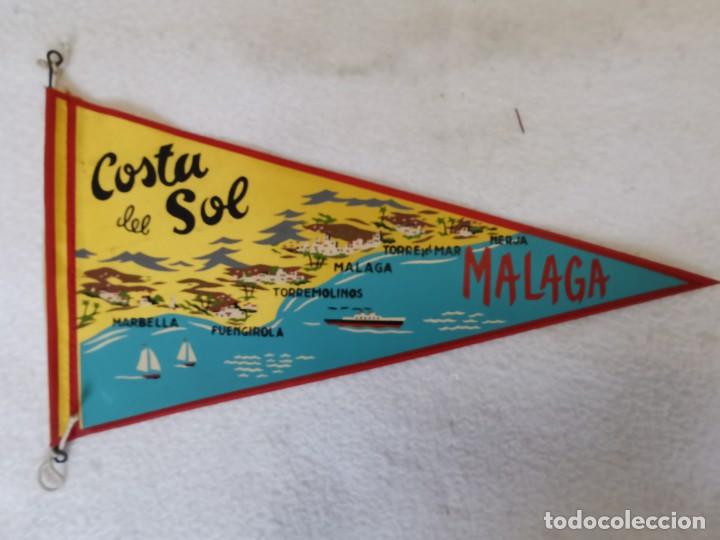 Costa
del Sol
NERJA
TORRE del MAR
MALAGA
TORREMOLINOS
FUENGIROLA
MARBELLA
MALAGA
todocoleccion